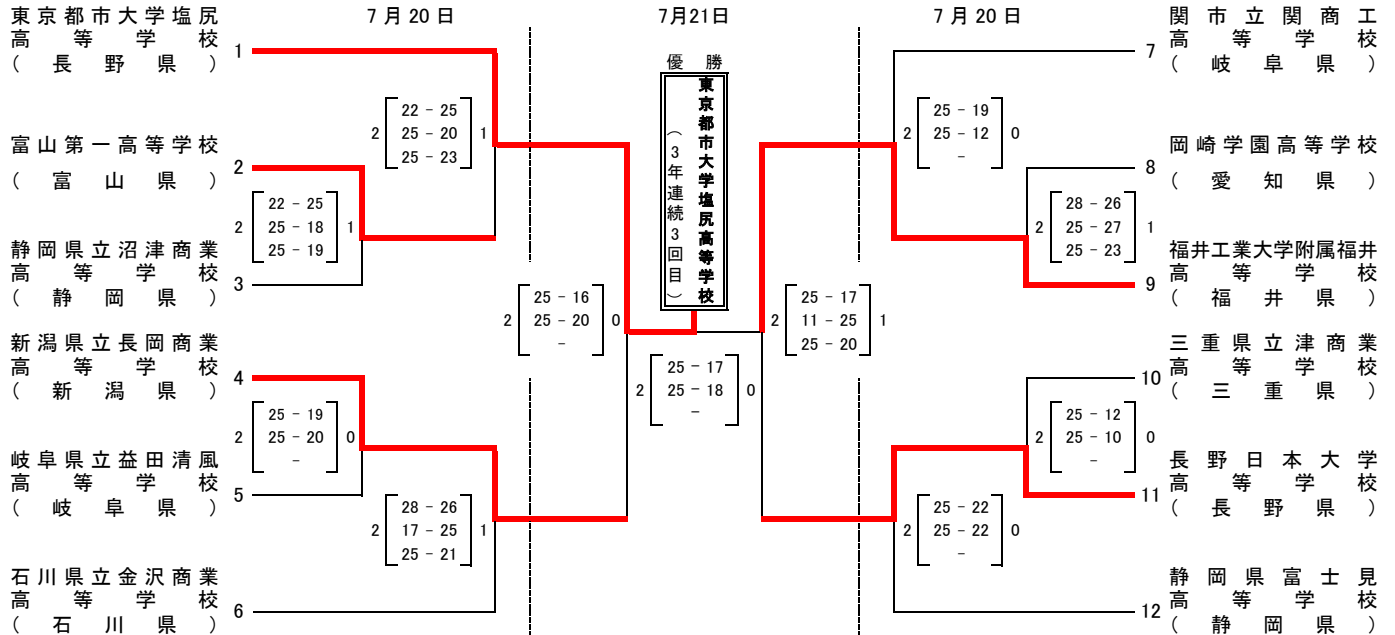 7月20日
7月21日
7月20日
東京都市大学塩尻
高等学校
(長野県)
1
富山第一高等学校
(富山県)
2
静岡県立沼津商業
高等学校
(静岡県)
3
新潟県立長岡商業
高等学校
(新潟県)
4
岐阜県立益田清風
高等学校
(岐阜県)
5
石川県立金沢商業
高等学校
(石川県)
6
22 - 25
2 25 - 20 1
25 - 23
22 - 25
2 25 - 18 1
25 - 19
25 - 19
2 25 - 20 0
-
28 - 26
2 17 - 25 1
25 - 21
25 - 16
2 25 - 20 0
-
優勝
東京都市大学塩尻高等学校
(3年連続3回目)
25 - 17
2 25 - 18 0
-
25 - 17
2 11 - 25 1
25 - 20
25 - 19
2 25 - 12 0
-
28 - 26
2 25 - 27 1
25 - 23
25 - 12
2 25 - 10 0
-
25 - 22
2 25 - 22 0
-
関市立関商工
高等学校
(岐阜県)
7
岡崎学園高等学校
(愛知県)
8
福井工業大学附属福井
高等学校
(福井県)
9
三重県立津商業
高等学校
(三重県)
10
長野日本大学
高等学校
(長野県)
11
静岡県富士見
高等学校
(静岡県)
12